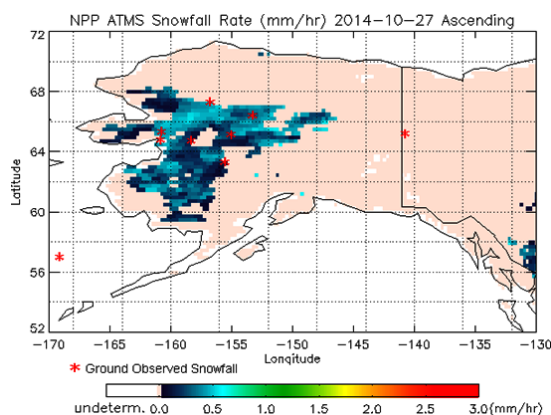 NPP ATMS Snowfall Rate (mm/hr) 2014-10-27 Ascending
72
68
64
60
56
52
Latitude
-170 -165 -160 -155 -150 -145 -140 -135 -130
Longitude
* Ground Observed Snowfall
undeterm. 0.0 0.5 1.0 1.5 2.0 2.5 3.0 (mm/hr)